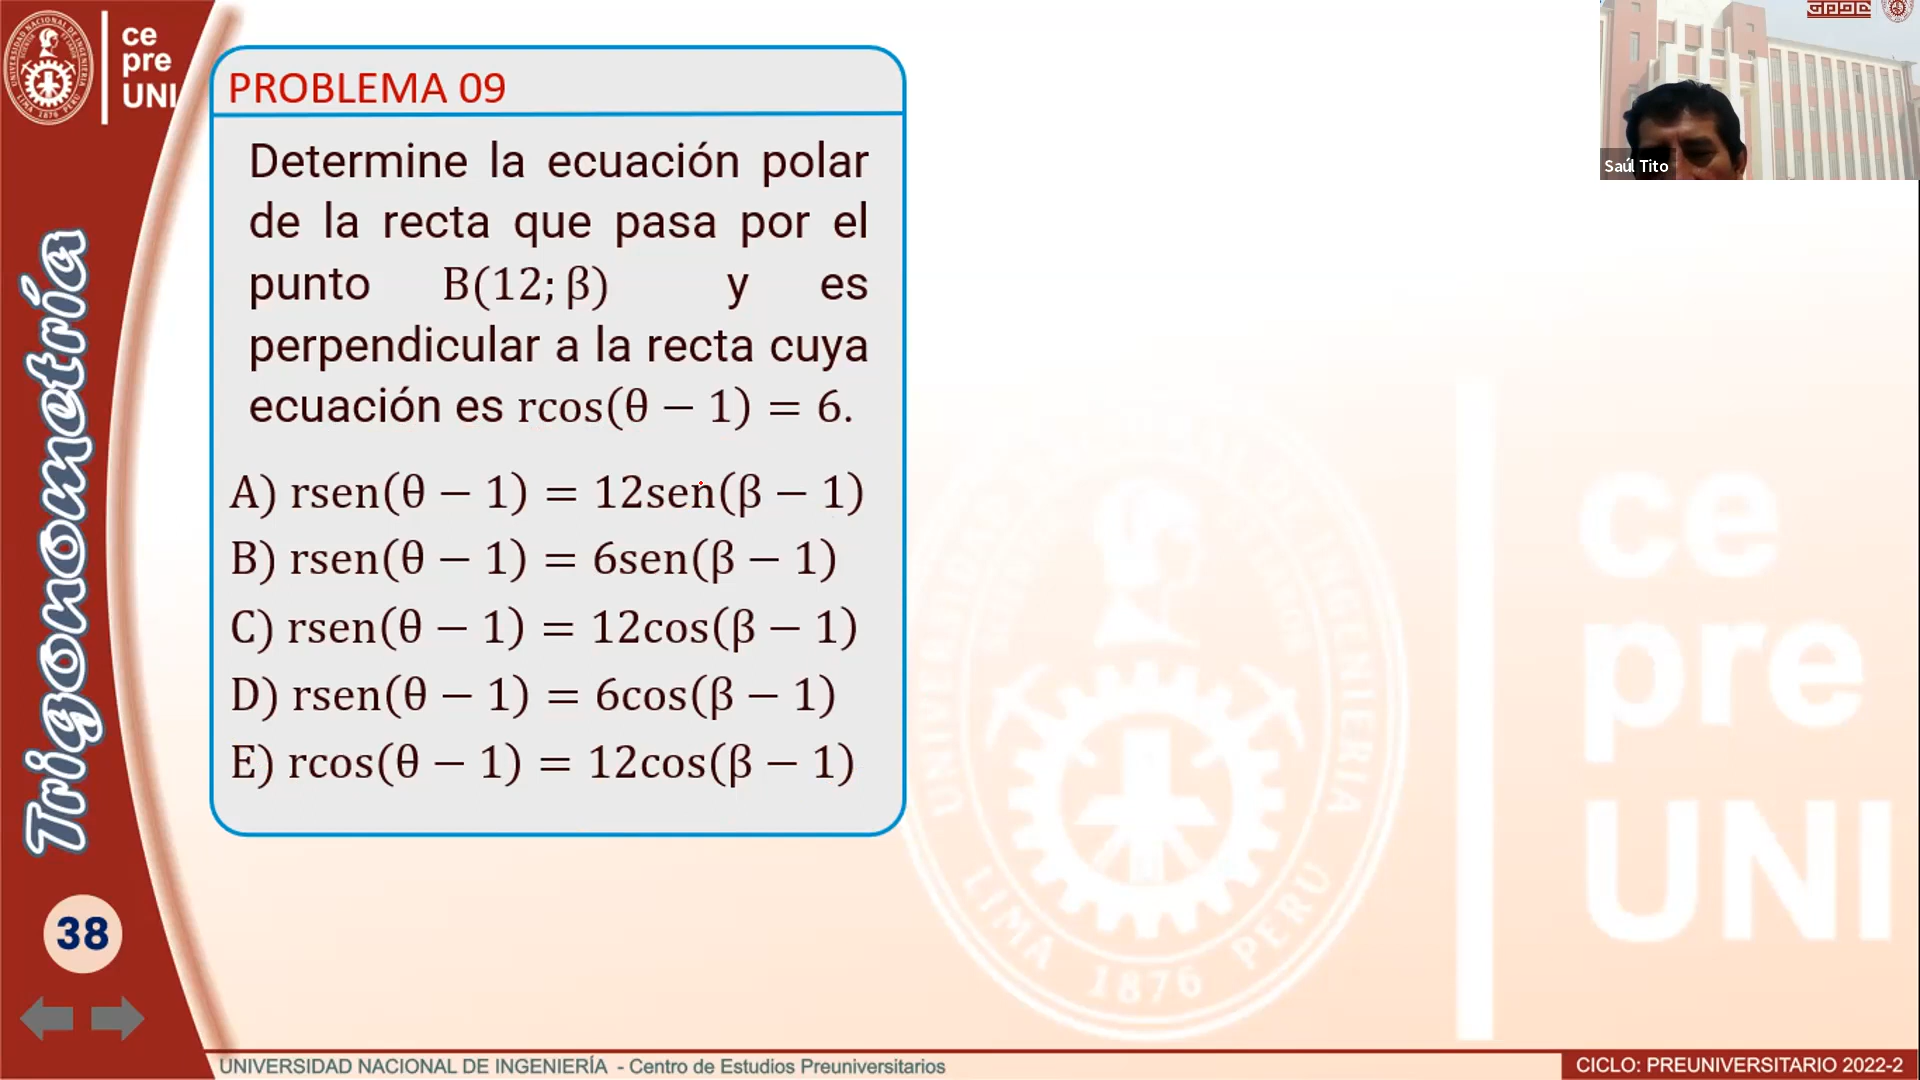 ce
pre
UNI
PROBLEMA 09
Determine la ecuación polar
de la recta que pasa por el
punto B(12; β) y es
perpendicular a la recta cuya
ecuación es rcos(θ − 1) = 6.
A) rsen(θ − 1) = 12sen(β − 1)
B) rsen(θ − 1) = 6sen(β − 1)
C) rsen(θ − 1) = 12cos(β − 1)
D) rsen(θ − 1) = 6cos(β − 1)
E) rcos(θ − 1) = 12cos(β − 1)
Trigonometría
38
Saúl Tito
ce
pre
UNI
LIMA 1876 PERU
UNIVERSIDAD NACIONAL DE INGENIERÍA - Centro de Estudios Preuniversitarios
CICLO: PREUNIVERSITARIO 2022-2